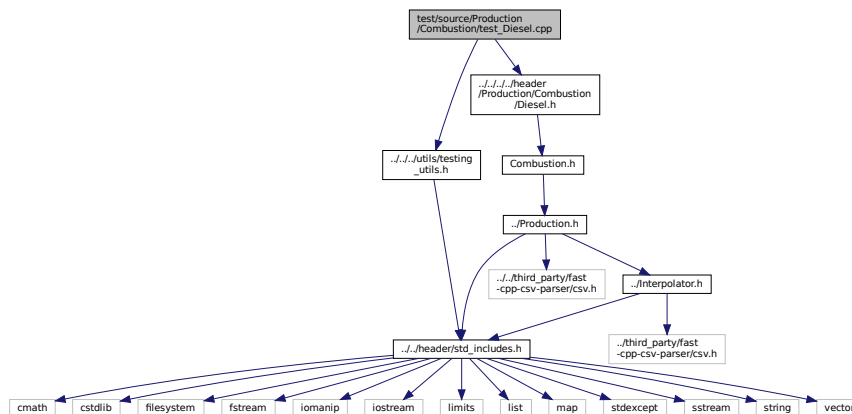 test/source/Production
/Combustion/test_Diesel.cpp
../../../../header
/Production/Combustion
/Diesel.h
../../../utils/testing
_utils.h
Combustion.h
../Production.h
../../third_party/fast
-cpp-csv-parser/csv.h
../Interpolator.h
../../header/std_includes.h
../third_party/fast
-cpp-csv-parser/csv.h
cmath
cstdlib
filesystem
fstream
iomanip
iostream
limits
list
map
stdexcept
sstream
string
vector